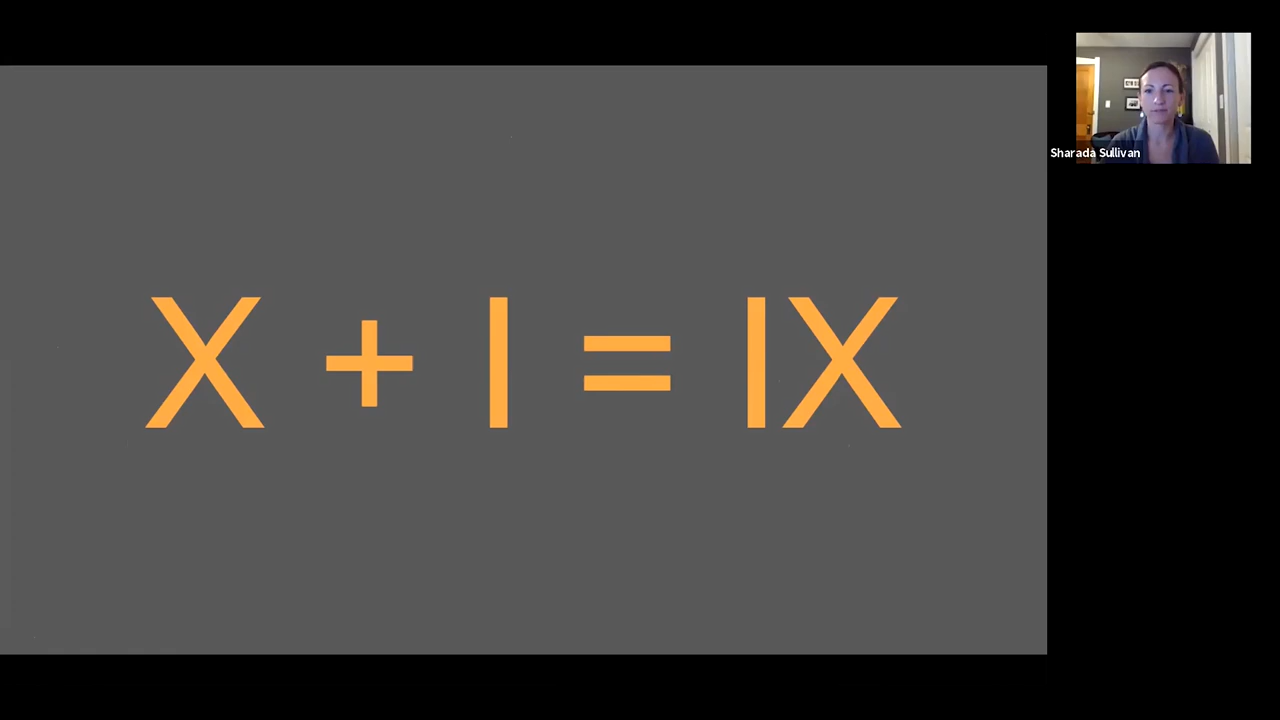 Sharada Sullivan
X + I = IX